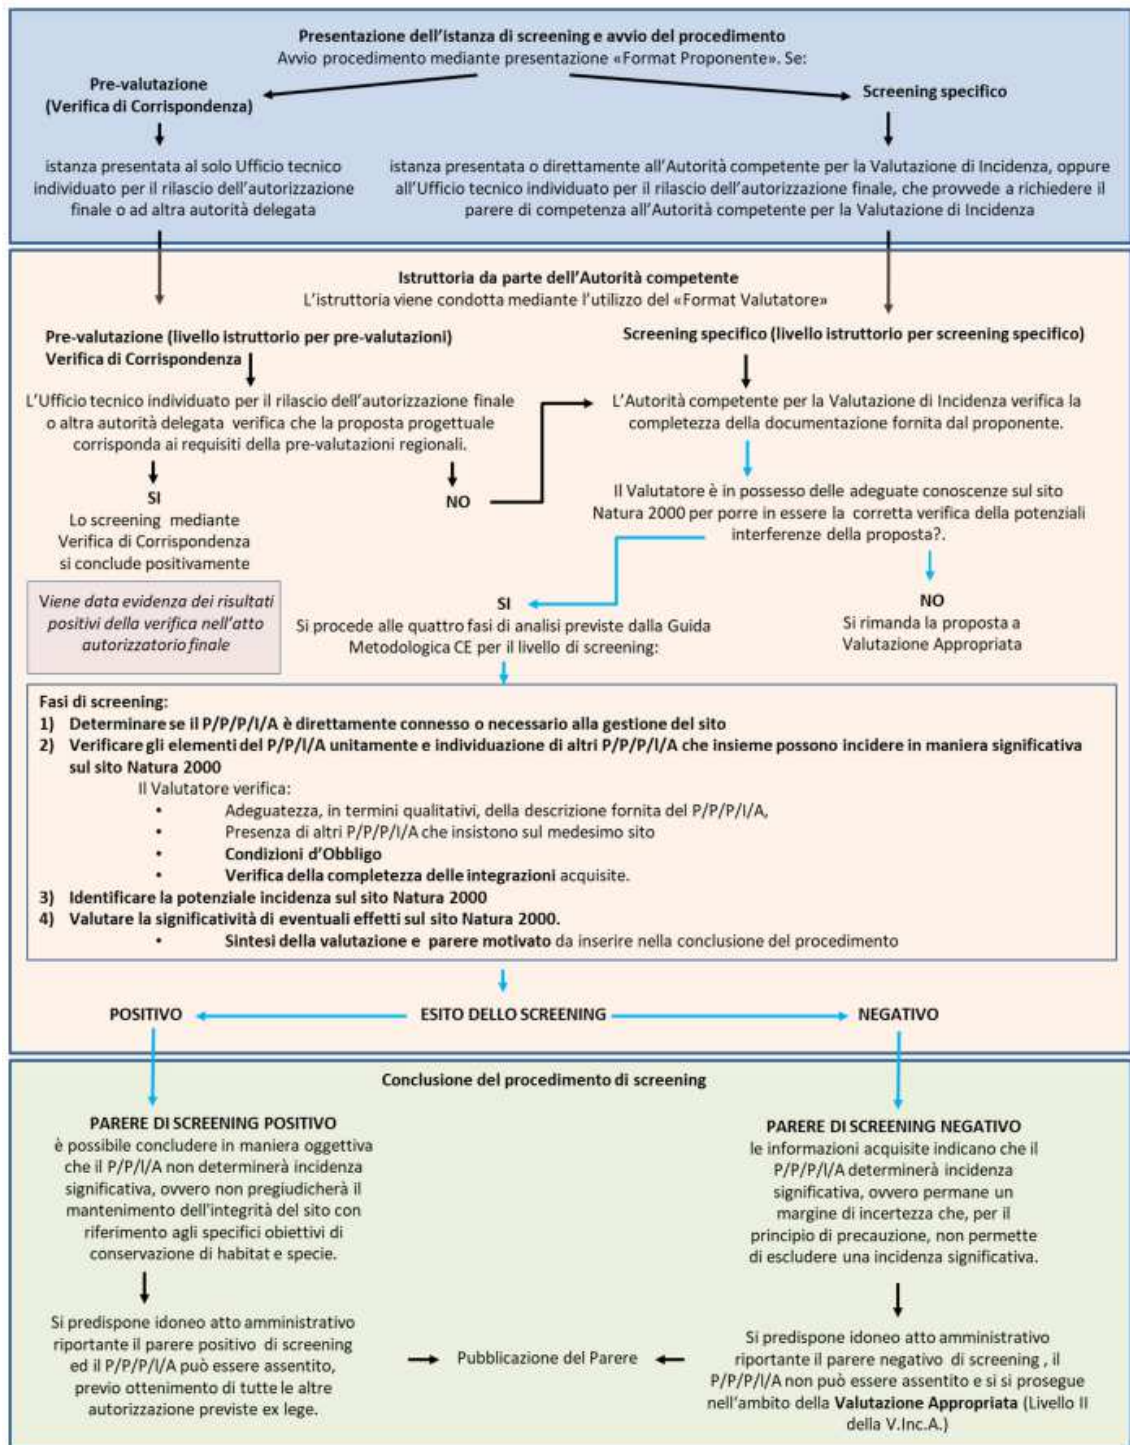 Presentazione dell'istanza di screening e avvio del procedimento
Avvio procedimento mediante presentazione «Format Proponente». Se:
Pre-valutazione
(Verifica di Corrispondenza)
Screening specifico
istanza presentata al solo Ufficio tecnico
individuato per il rilascio dell'autorizzazione
finale o ad altra autorità delegata
istanza presentata o direttamente all'Autorità competente per la Valutazione di Incidenza, oppure
all'Ufficio tecnico individuato per il rilascio dell'autorizzazione finale, che provvede a richiedere il
parere di competenza all'Autorità competente per la Valutazione di Incidenza
Istruttoria da parte dell'Autorità competente
L'istruttoria viene condotta mediante l'utilizzo del «Format Valutatore»
Pre-valutazione (livello istruttorio per pre-valutazioni)
Verifica di Corrispondenza
Screening specifico (livello istruttorio per screening specifico)
L'Ufficio tecnico individuato per il rilascio dell'autorizzazione finale
o altra autorità delegata verifica che la proposta progettuale
corrisponda ai requisiti della pre-valutazioni regionali.
L'Autorità competente per la Valutazione di Incidenza verifica la
completezza della documentazione fornita dal proponente.
SI
NO
Lo screening mediante
Verifica di Corrispondenza
si conclude positivamente
Il Valutatore è in possesso delle adeguate conoscenze sul sito
Natura 2000 per porre in essere la corretta verifica della potenziali
interferenze della proposta?.
Viene data evidenza dei risultati
positivi della verifica nell'atto
autorizzatorio finale
SI
Si procede alle quattro fasi di analisi previste dalla Guida
Metodologica CE per il livello di screening:
NO
Si rimanda la proposta a
Valutazione Appropriata
Fasi di screening:
1) Determinare se il P/P/P/I/A è direttamente connesso o necessario alla gestione del sito
2) Verificare gli elementi del P/P/I/A unitamente e individuazione di altri P/P/P/I/A che insieme possono incidere in maniera significativa
sul sito Natura 2000
Il Valutatore verifica:
• Adeguatezza, in termini qualitativi, della descrizione fornita del P/P/P/I/A,
• Presenza di altri P/P/P/I/A che insistono sul medesimo sito
• Condizioni d'Obbligo
• Verifica della completezza delle integrazioni acquisite.
3) Identificare la potenziale incidenza sul sito Natura 2000
4) Valutare la significatività di eventuali effetti sul sito Natura 2000.
• Sintesi della valutazione e parere motivato da inserire nella conclusione del procedimento
POSITIVO
ESITO DELLO SCREENING
NEGATIVO
Conclusione del procedimento di screening
PARERE DI SCREENING POSITIVO
è possibile concludere in maniera oggettiva
che il P/P/I/A non determinerà incidenza
significativa, ovvero non pregiudicherà il
mantenimento dell'integrità del sito con
riferimento agli specifici obiettivi di
conservazione di habitat e specie.
PARERE DI SCREENING NEGATIVO
le informazioni acquisite indicano che il
P/P/P/I/A determinerà incidenza
significativa, ovvero permane un
margine di incertezza che, per il
principio di precauzione, non permette
di escludere una incidenza significativa.
Si predispone idoneo atto amministrativo
riportante il parere positivo di screening
ed il P/P/P/I/A può essere assentito,
previo ottenimento di tutte le altre
autorizzazione previste ex lege.
Pubblicazione del Parere
Si predispone idoneo atto amministrativo
riportante il parere negativo di screening , il
P/P/P/I/A non può essere assentito e si si prosegue
nell'ambito della Valutazione Appropriata (Livello II
della V.Inc.A.)